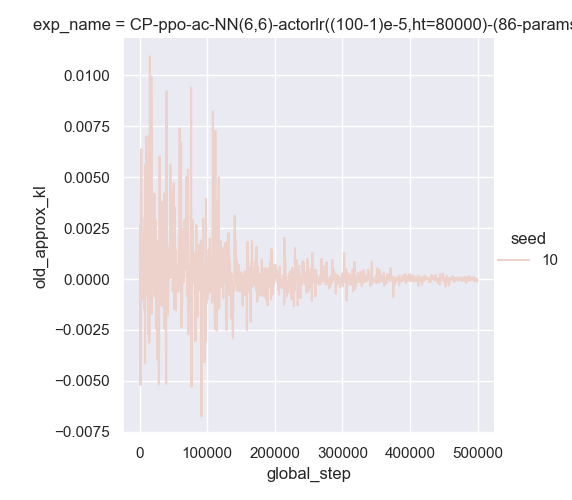 exp_name = CP-ppo-ac-NN(6,6)-actorlr((100-1)e-5,ht=80000)-(86-params
0.0100
0.0075
0.0050
0.0025
0.0000
−0.0025
−0.0050
−0.0075
old_approx_kl
0 100000 200000 300000 400000 500000
global_step
seed
10